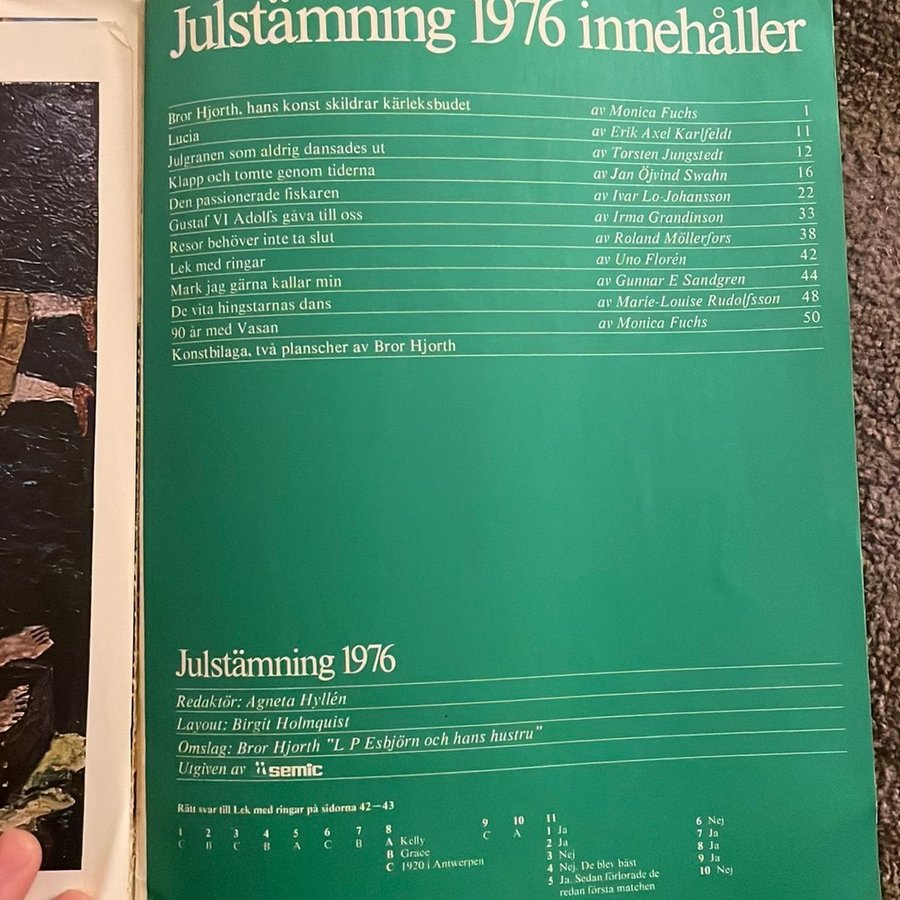 Julstämning 1976 innehåller
Bror Hjorth, hans konst skildrar kärleksbudet av Monica Fuchs 1
Lucia av Erik Axel Karlfeldt 11
Julgranen som aldrig dansades ut av Torsten Jungstedt 12
Klapp och tomte genom tiderna av Jan Öjvind Swahn 16
Den passionerade fiskaren av Ivar Lo-Johansson 22
Gustaf VI Adolfs gåva till oss av Irma Grandinson 33
Resor behöver inte ta slut av Roland Möllerfors 38
Lek med ringar av Uno Florén 42
Mark jag gärna kallar min av Gunnar E Sandgren 44
De vita hingstarnas dans av Marie-Louise Rudolfsson 48
90 år med Vasan av Monica Fuchs 50
Konstbilaga, två planscher av Bror Hjorth
Julstämning 1976
Redaktör: Agneta Hyllén
Layout: Birgit Holmquist
Omslag: Bror Hjorth "L P Esbjörn och hans hustru"
Utgiven av semic
Rätt svar till Lek med ringar på sidorna 42–43
1 2 3 4 5 6 7 8 9 10 11
C B C B A C B A Kelly C A 1 Ja
B Grace 2 Ja
C 1920 i Antwerpen 3 Nej
4 Nej. De blev bäst
5 Ja. Sedan förlorade de
redan första matchen
6 Nej
7 Ja
8 Ja
9 Ja
10 Nej